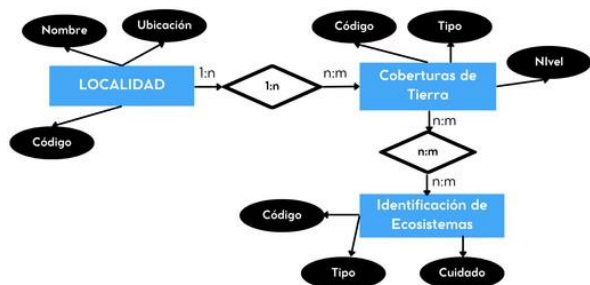 Nombre
Ubicación
LOCALIDAD
Código
1:n
1:n
n:m
Código
Tipo
NIvel
Coberturas de
Tierra
n:m
n:m
n:m
Identificación de
Ecosistemas
Código
Tipo
Cuidado